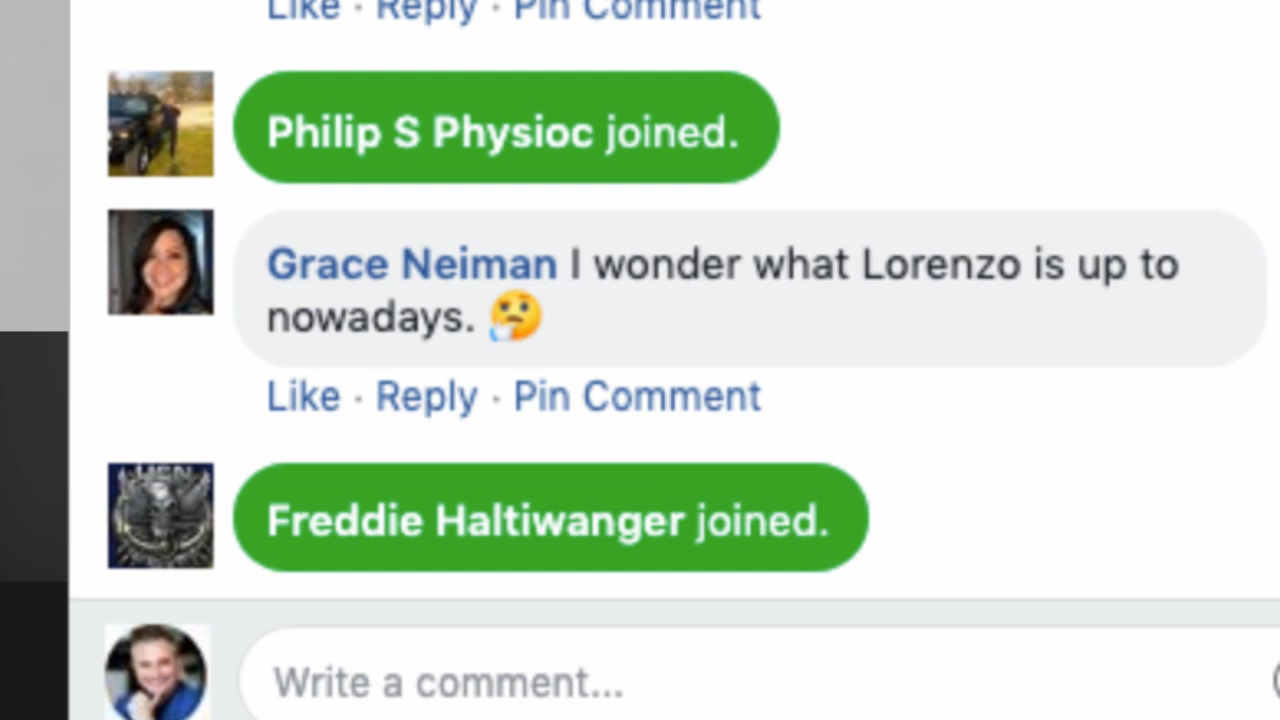 Like · Reply · Pin Comment
Philip S Physioc joined.
Grace Neiman I wonder what Lorenzo is up to
nowadays. 🤔
Like · Reply · Pin Comment
Freddie Haltiwanger joined.
Write a comment...